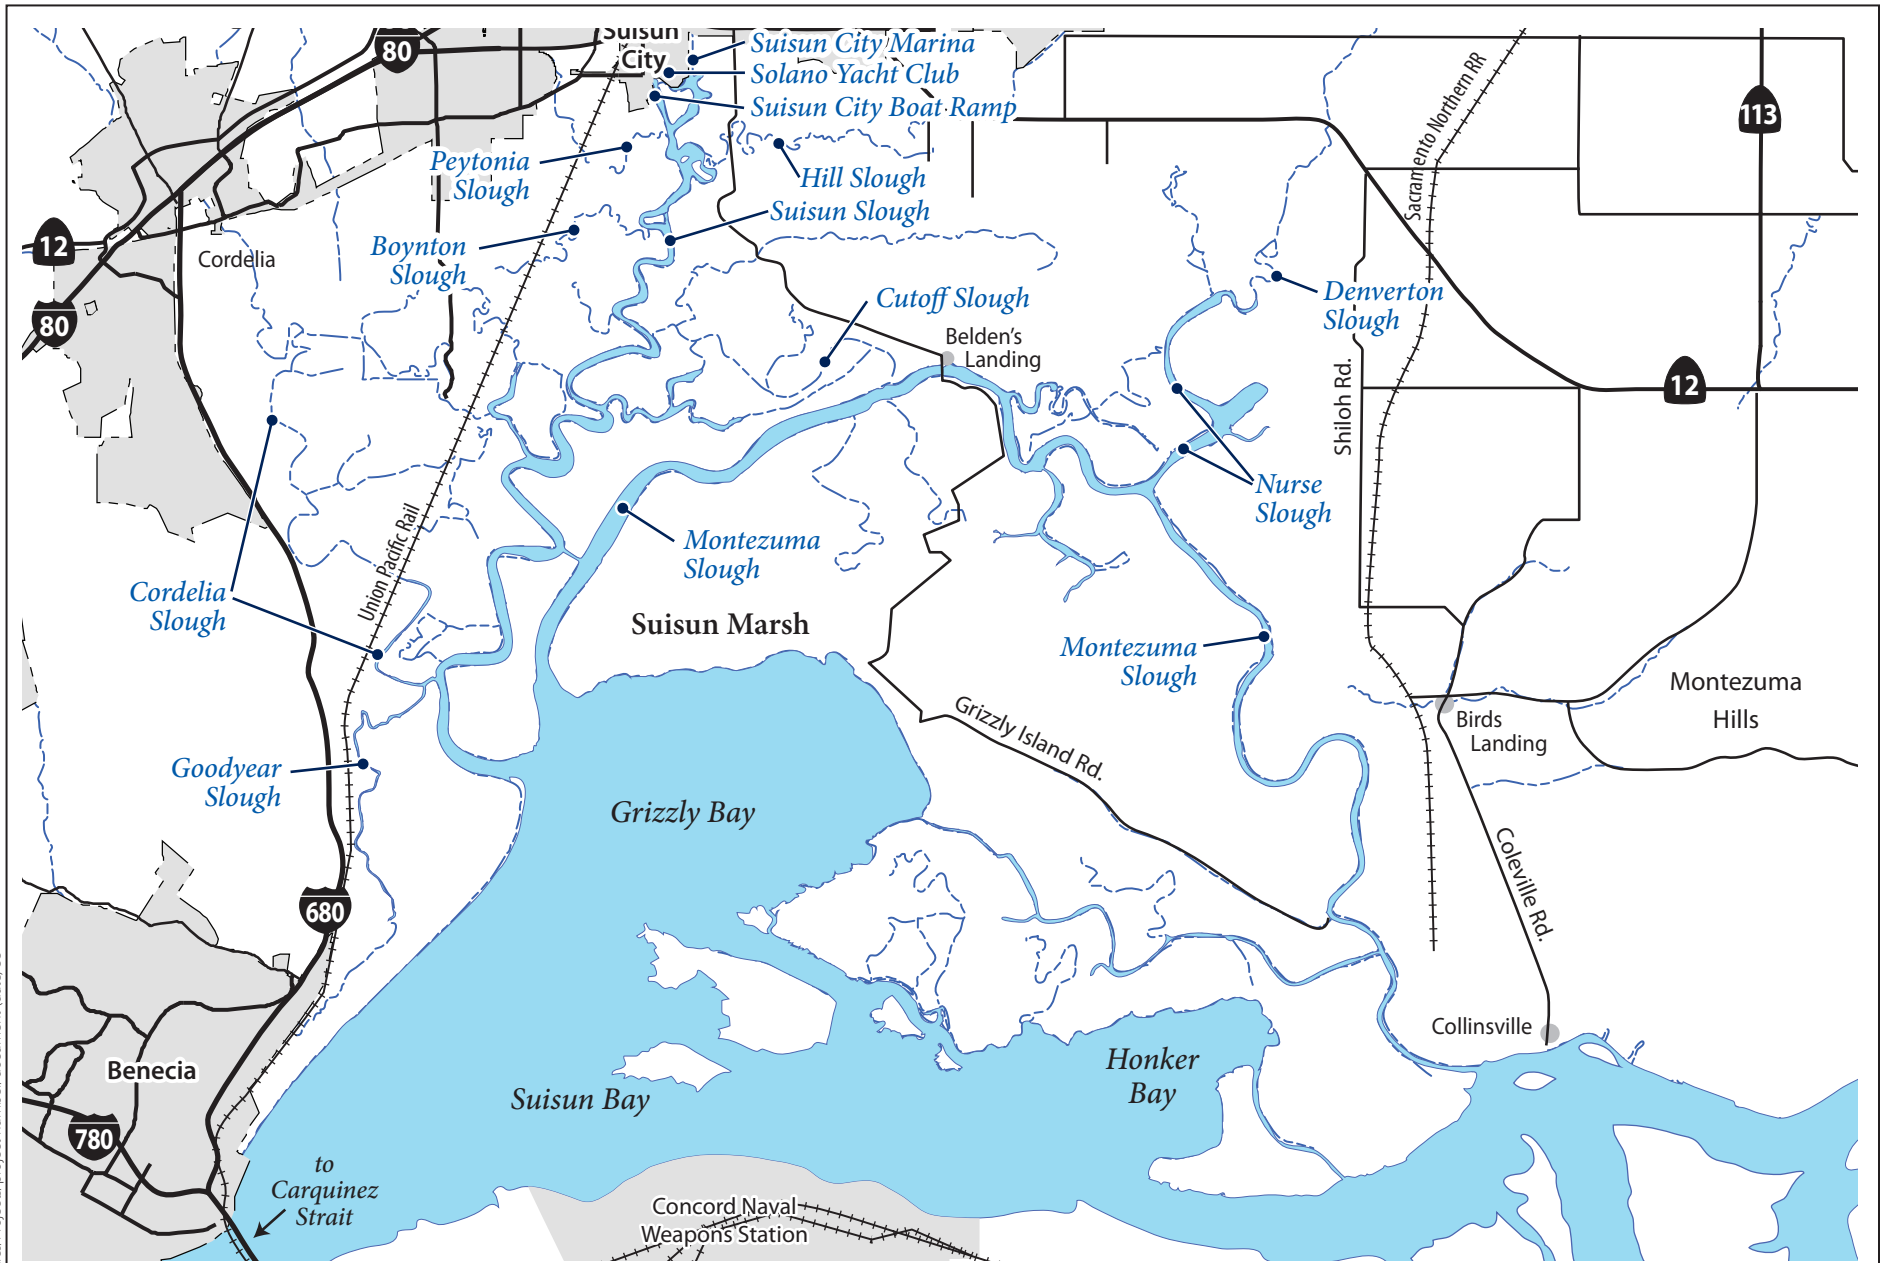 Suisun
City
Suisun City Marina
Solano Yacht Club
Suisun City Boat Ramp
80
113
Sacramento Northern RR
Peytonia
Slough
Hill Slough
Suisun Slough
12
Cordelia
Boynton
Slough
80
Cutoff Slough
Denverton
Slough
Belden's
Landing
Shiloh Rd.
12
Nurse
Slough
Union Pacific Rail
Montezuma
Slough
Cordelia
Slough
Suisun Marsh
Montezuma
Slough
Montezuma
Hills
Grizzly Island Rd.
Birds
Landing
Goodyear
Slough
Grizzly Bay
Coleville Rd.
680
Collinsville
Benecia
Honker
Bay
Suisun Bay
780
to
Carquinez
Strait
Concord Naval
Weapons Station